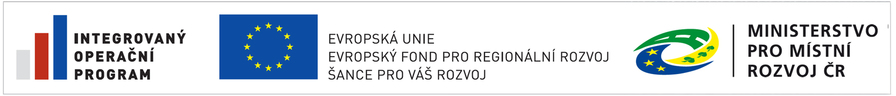 INTEGROVANÝ
OPERAČNÍ
PROGRAM
EVROPSKÁ UNIE
EVROPSKÝ FOND PRO REGIONÁLNÍ ROZVOJ
ŠANCE PRO VÁŠ ROZVOJ
MINISTERSTVO
PRO MÍSTNÍ
ROZVOJ ČR